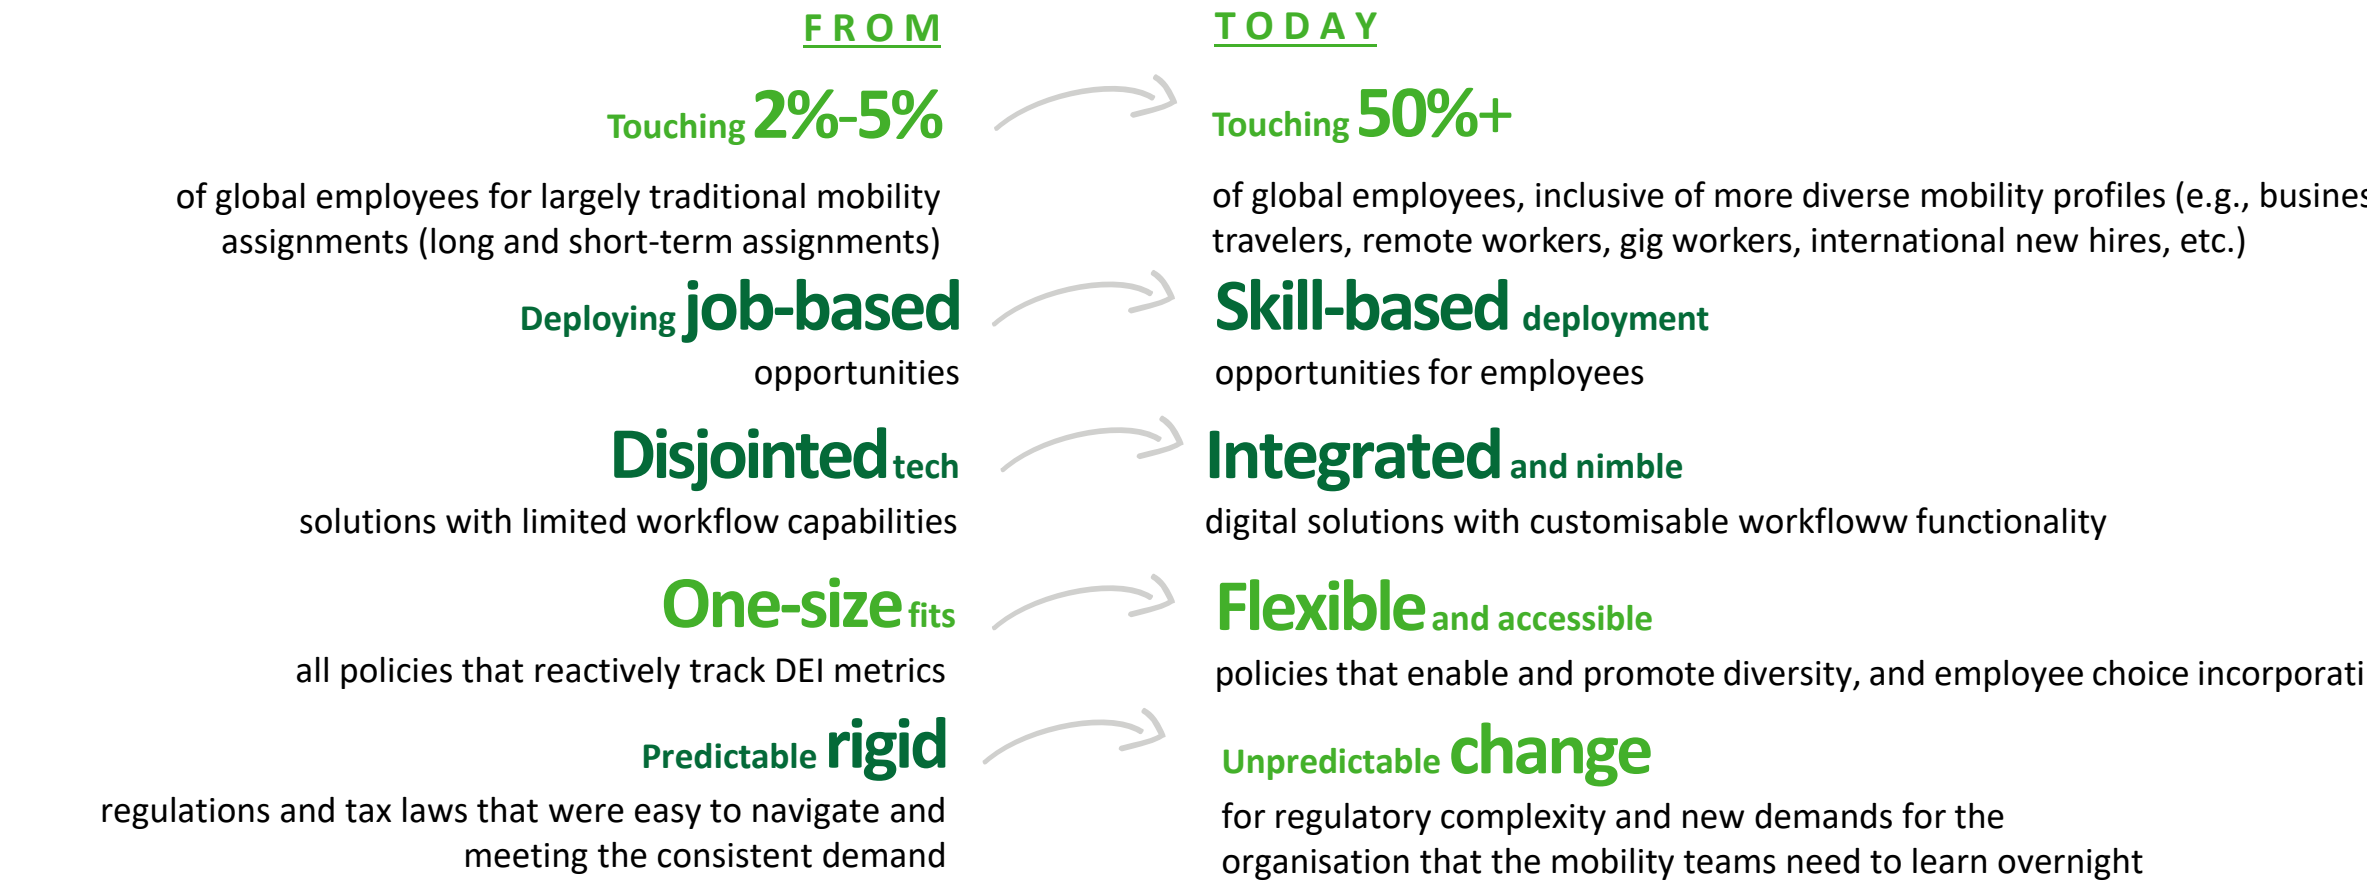 FROM
TODAY
Touching 2%-5%
of global employees for largely traditional mobility
assignments (long and short-term assignments)
Touching 50%+
of global employees, inclusive of more diverse mobility profiles (e.g.,
travelers, remote workers, gig workers, international new hires, etc.)
Deploying job-based
opportunities
Skill-based deployment
opportunities for employees
Disjointed tech
solutions with limited workflow capabilities
Integrated and nimble
digital solutions with customisable workfloww functionality
One-size fits
all policies that reactively track DEI metrics
Flexible and accessible
policies that enable and promote diversity, and employee choice
Predictable rigid
regulations and tax laws that were easy to navigate and
meeting the consistent demand
Unpredictable change
for regulatory complexity and new demands for the
organisation that the mobility teams need to learn overnight